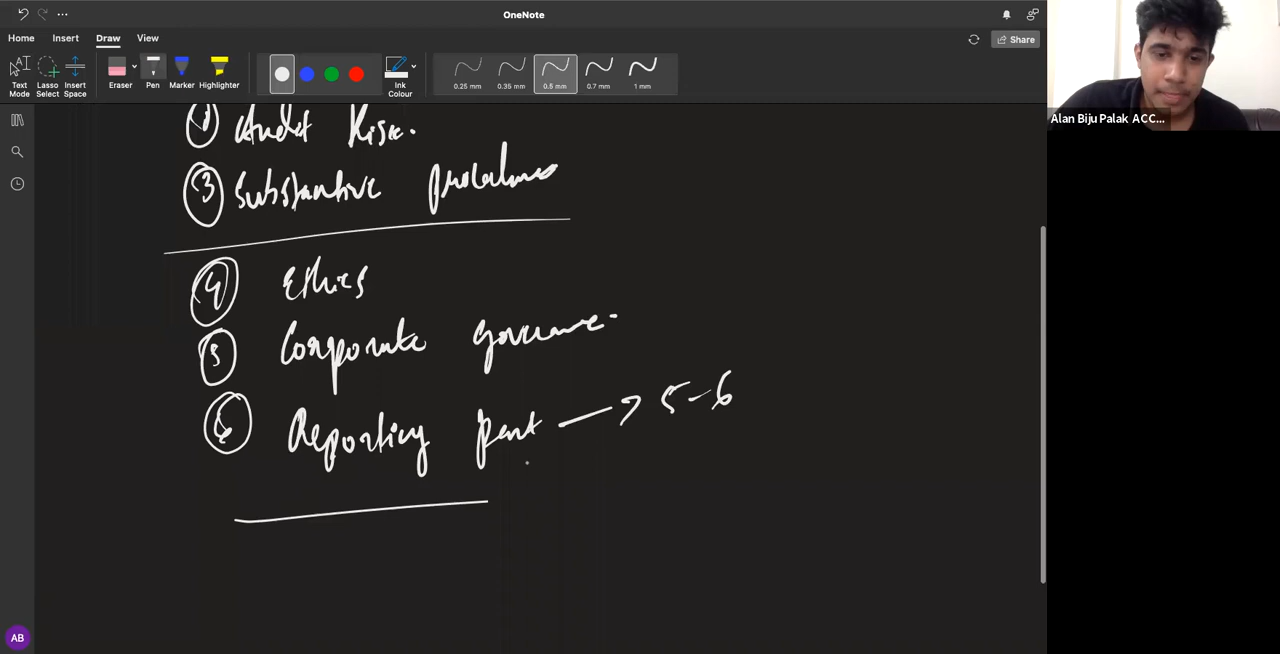 OneNote
Home Insert Draw View
Share
Text Mode
Lasso Select
Insert Space
Eraser
Pen
Marker
Highlighter
Ink Colour
0.25 mm
0.35 mm
0.5 mm
0.7 mm
1 mm
Alan Biju Palak ACC...
Audit Risk.
③ Substantive procedures
④ Ethics
⑤ Corporate governance
⑥ Reporting part → 5-6
AB